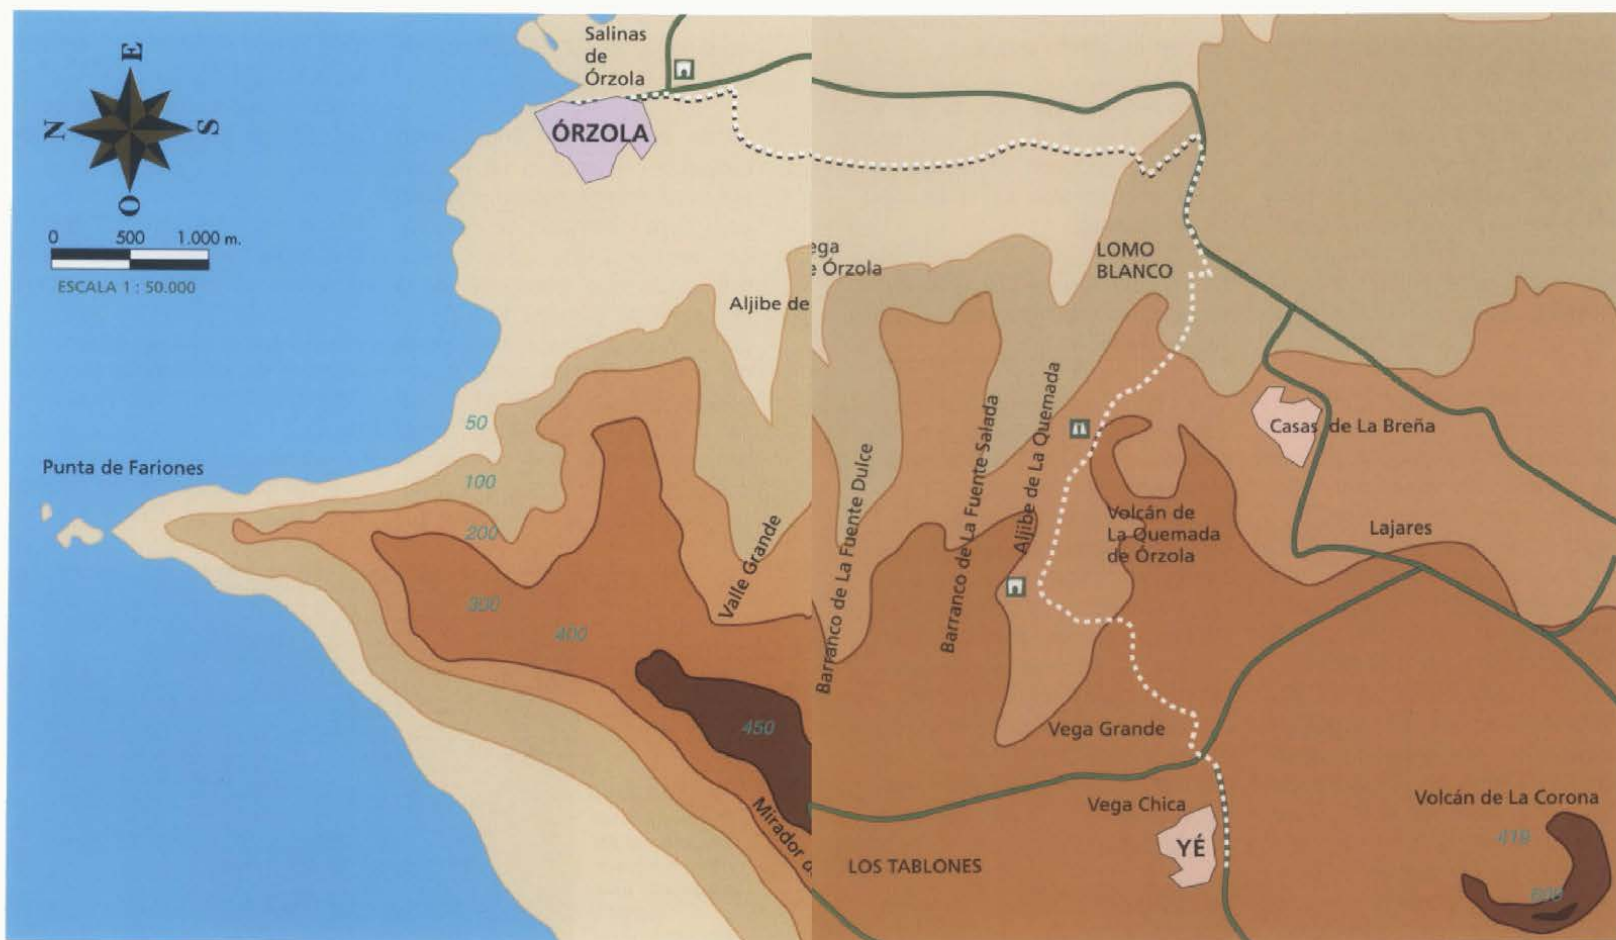 Salinas
de
Órzola
E
N
S
O
ÓRZOLA
0 500 1.000 m.
ESCALA 1 : 50.000
LOMO
BLANCO
ega
e Órzola
Aljibe de
50
Punta de Fariones
100
200
300
400
450
Valle Grande
Barranco de La Fuente Dulce
Barranco de La Fuente Salada
Aljibe de La Quemada
Casas de La Breña
Volcán de
La Quemada
de Órzola
Lajares
Vega Grande
Mirador
Vega Chica
Volcán de La Corona
419
YÉ
LOS TABLONES